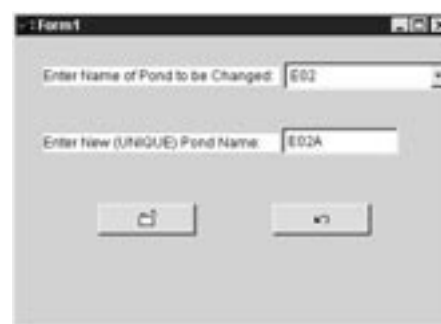 Form1
Enter Name of Pond to be Changed: E02
Enter New (UNIQUE) Pond Name: E02A